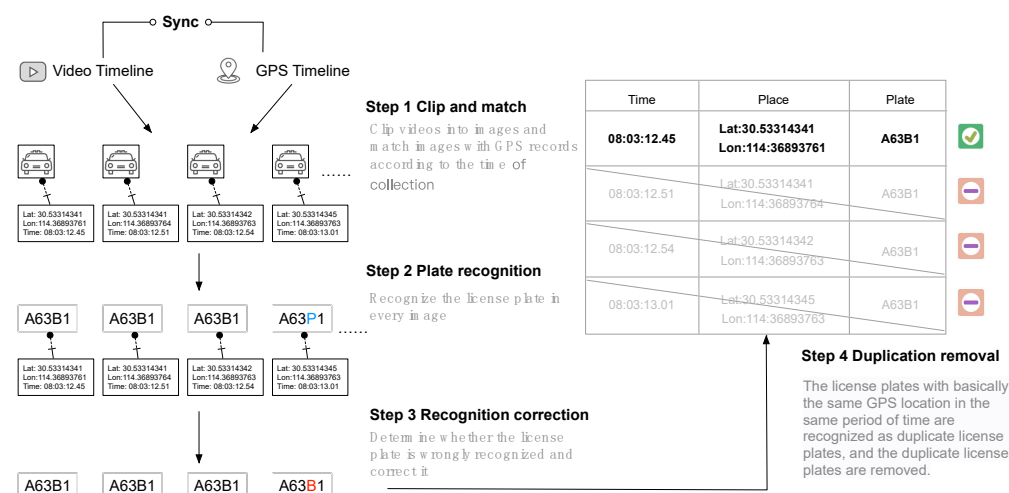 Sync
Video Timeline
GPS Timeline
Step 1 Clip and match
Clip videos into images and
match images with GPS records
according to the time of
collection
......
Lat: 30.53314341
Lon:114.36893761
Time: 08:03:12.45
Lat: 30.53314341
Lon:114.36893764
Time: 08:03:12.51
Lat: 30.53314342
Lon:114.36893763
Time: 08:03:12.54
Lat: 30.53314345
Lon:114.36893763
Time: 08:03:13.01
Step 2 Plate recognition
Recognize the license plate in
every image
A63B1
A63B1
A63B1
A63P1
......
Lat: 30.53314341
Lon:114.36893761
Time: 08:03:12.45
Lat: 30.53314341
Lon:114.36893764
Time: 08:03:12.51
Lat: 30.53314342
Lon:114.36893763
Time: 08:03:12.54
Lat: 30.53314345
Lon:114.36893763
Time: 08:03:13.01
Step 3 Recognition correction
Determine whether the license
plate is wrongly recognized and
correct it
A63B1
A63B1
A63B1
A63B1
Time Place Plate
08:03:12.45 Lat:30.53314341 A63B1
Lon:114:36893761
08:03:12.51 Lat:30.53314341 A63B1
Lon:114:36893764
08:03:12.54 Lat:30.53314342 A63B1
Lon:114:36893763
08:03:13.01 Lat:30.53314345 A63B1
Lon:114:36893763
Step 4 Duplication removal
The license plates with basically
the same GPS location in the
same period of time are
recognized as duplicate license
plates, and the duplicate license
plates are removed.